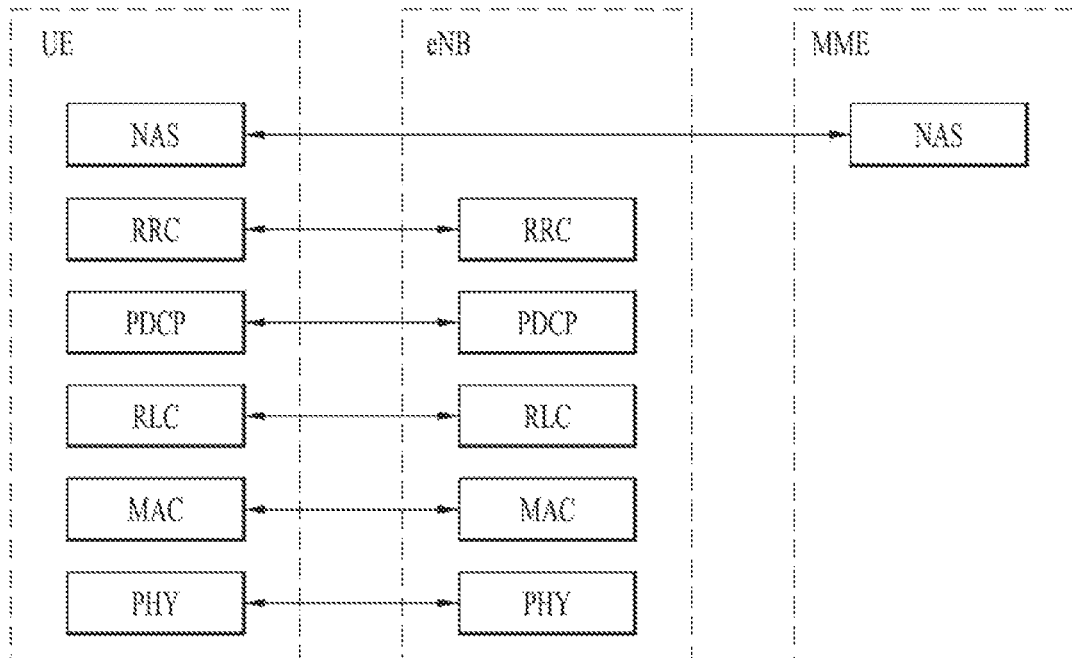 UE eNB MME
NAS NAS
RRC RRC
PDCP PDCP
RLC RLC
MAC MAC
PHY PHY